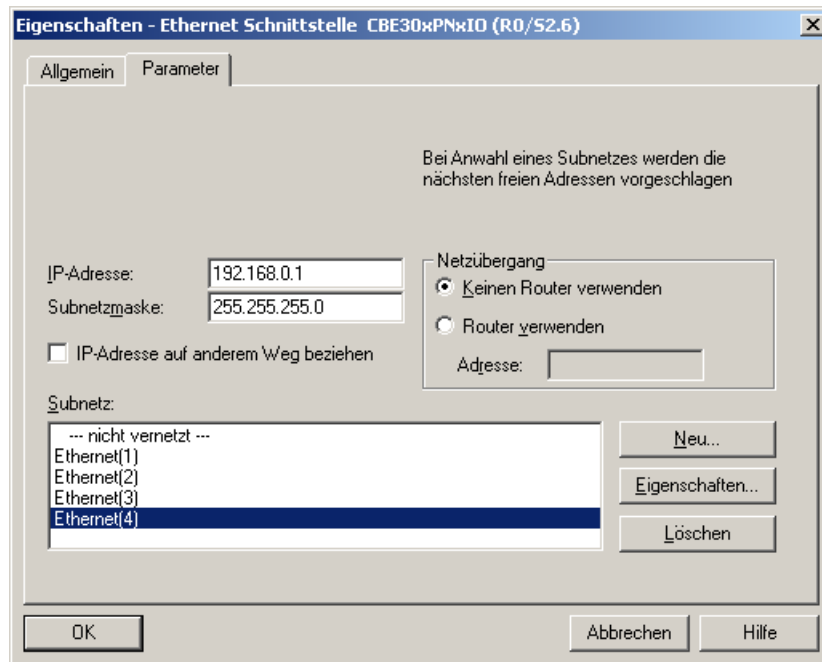 Eigenschaften - Ethernet Schnittstelle CBE30xPNxIO (R0/S2.6)
Allgemein
Parameter
Bei Anwahl eines Subnetzes werden die
nächsten freien Adressen vorgeschlagen
IP-Adresse:
192.168.0.1
Subnetzmaske:
255.255.255.0
IP-Adresse auf anderem Weg beziehen
Netzübergang
Keinen Router verwenden
Router verwenden
Adresse:
Subnetz:
--- nicht vernetzt ---
Ethernet(1)
Ethernet(2)
Ethernet(3)
Ethernet(4)
Neu...
Eigenschaften...
Löschen
OK
Abbrechen
Hilfe